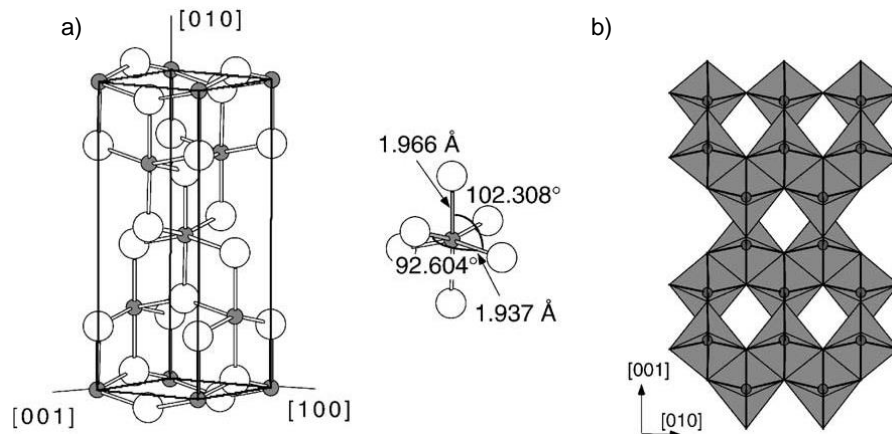 a)
[010]
b)
1.966 Å
102.308°
92.604°
1.937 Å
[001]
[100]
[001]
[010]